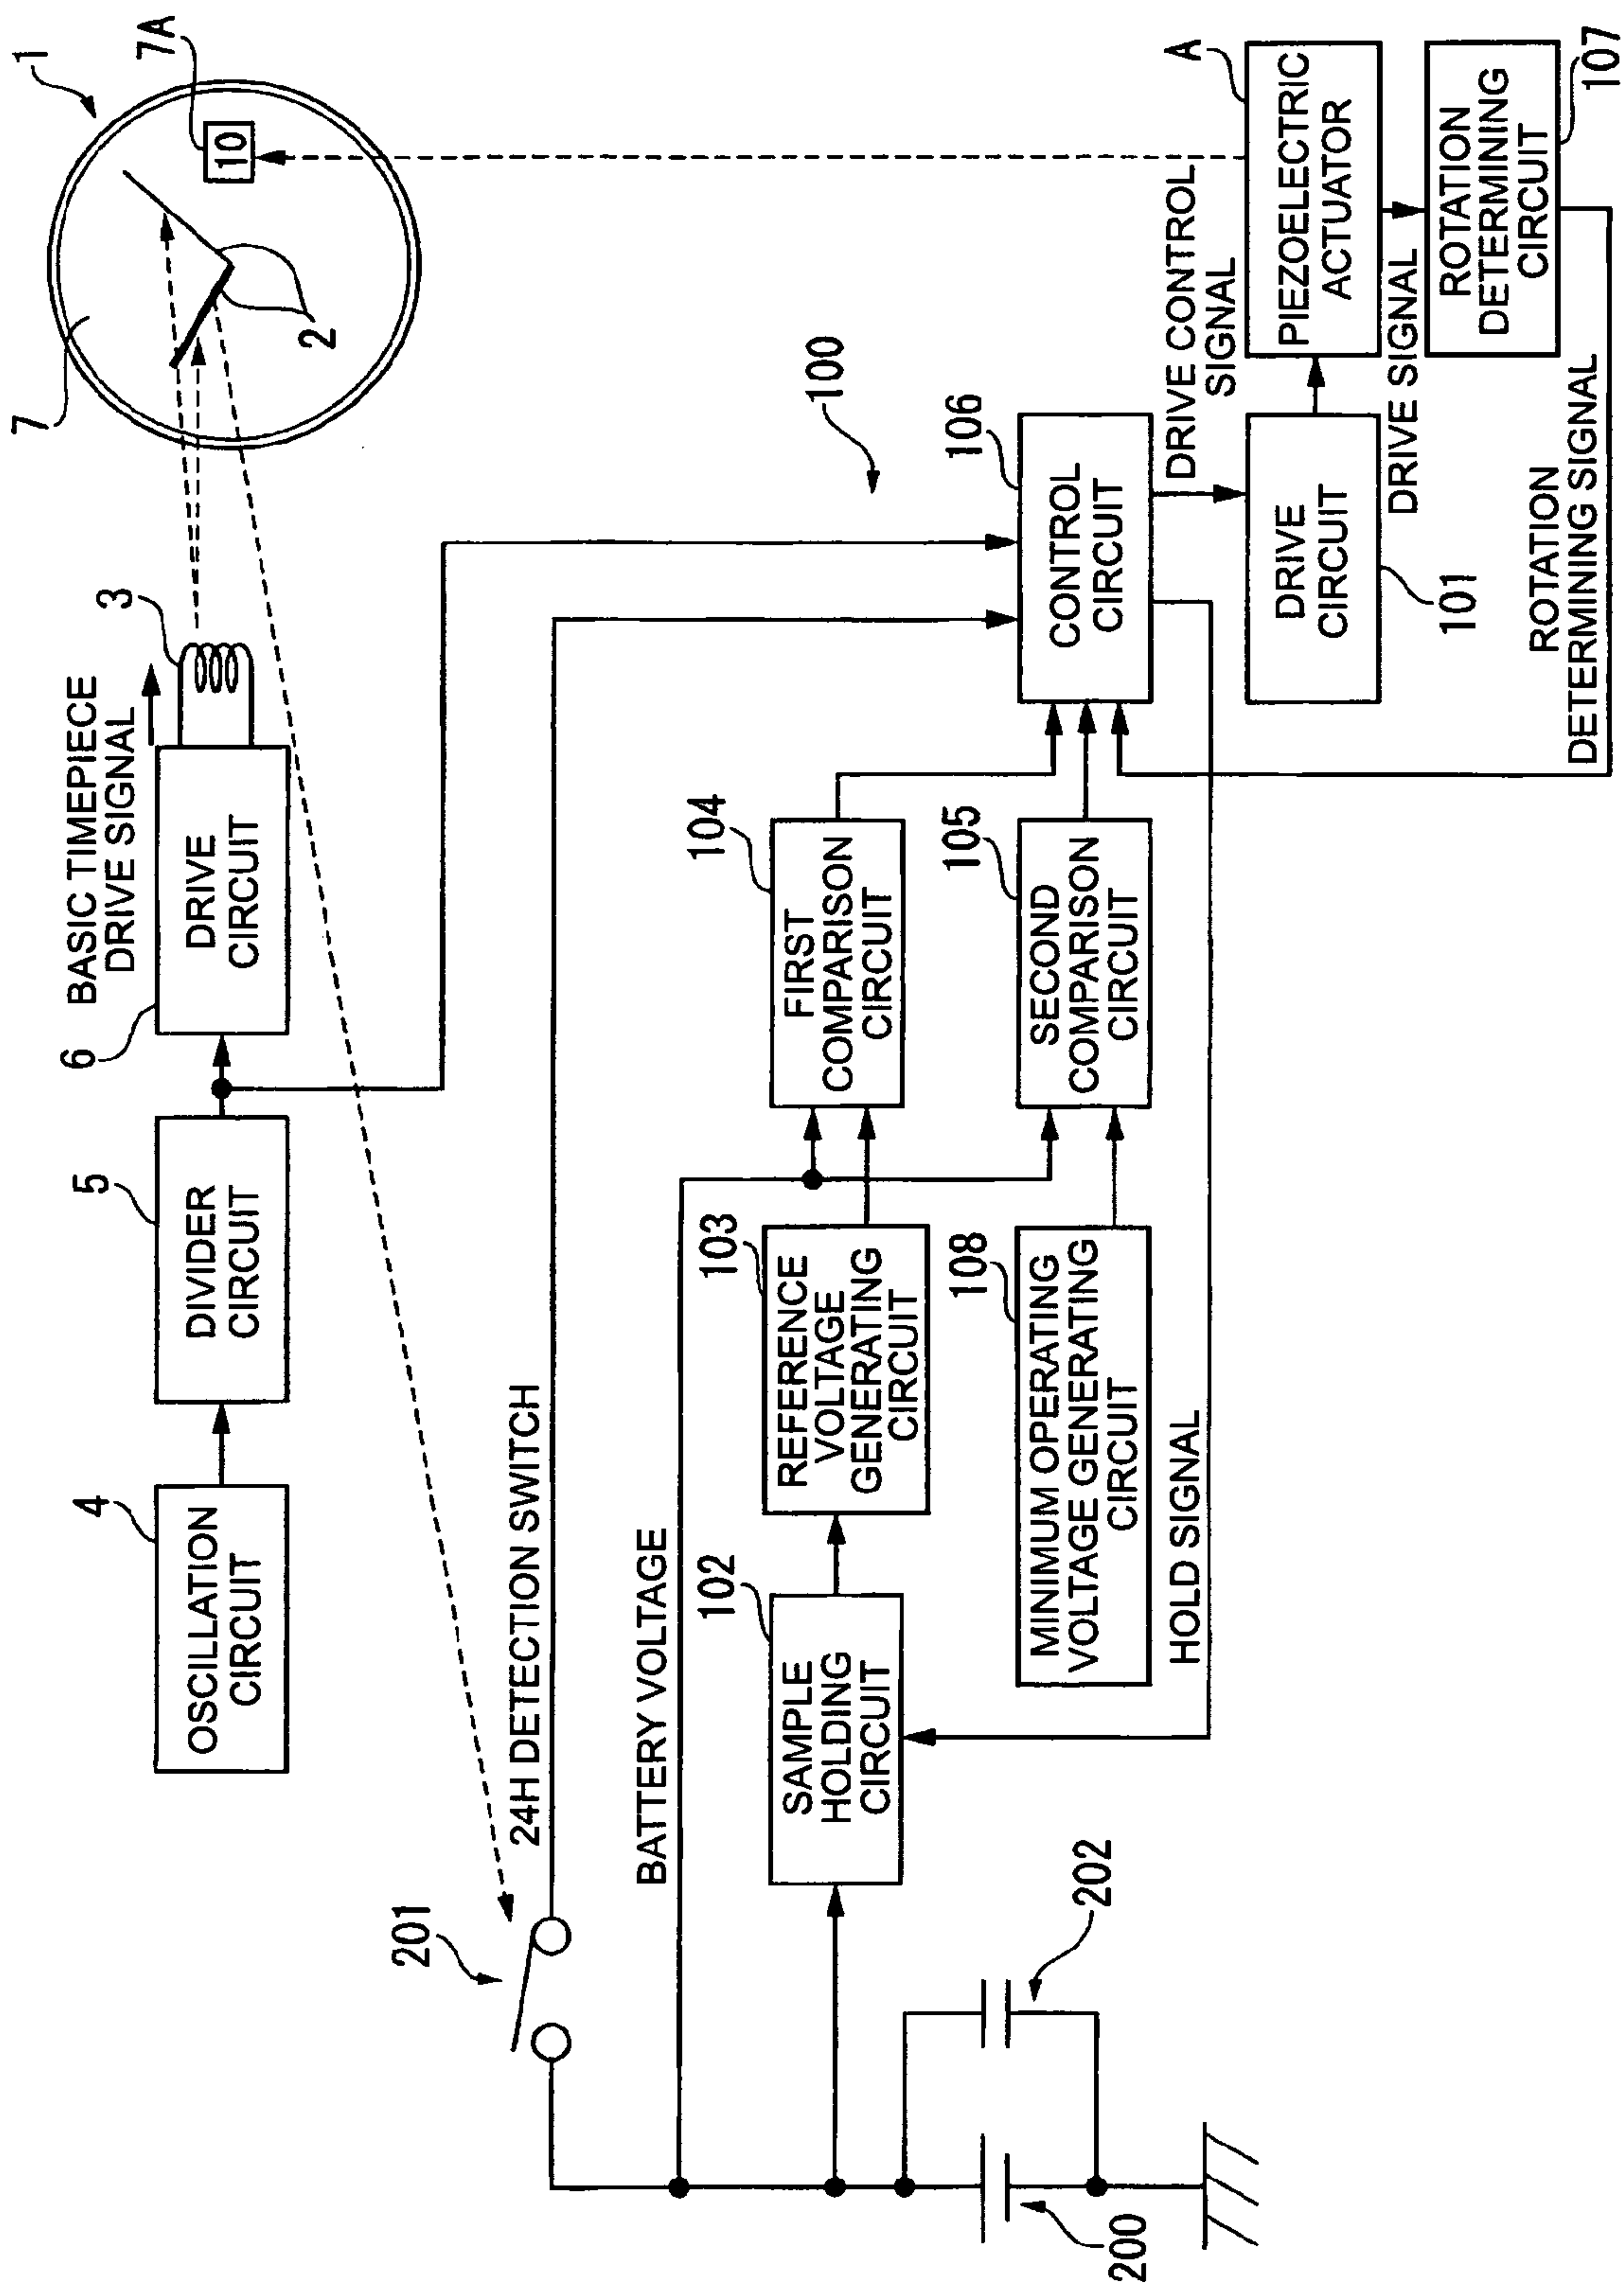 1
7A
10
7
2
3
BASIC TIMEPIECE
DRIVE SIGNAL
6
DRIVE
CIRCUIT
5
DIVIDER
CIRCUIT
4
OSCILLATION
CIRCUIT
201
24H DETECTION SWITCH
BATTERY VOLTAGE
100
104
FIRST
COMPARISON
CIRCUIT
103
REFERENCE
VOLTAGE
GENERATING
CIRCUIT
102
SAMPLE
HOLDING
CIRCUIT
106
CONTROL
CIRCUIT
105
SECOND
COMPARISON
CIRCUIT
108
MINIMUM OPERATING
VOLTAGE GENERATING
CIRCUIT
HOLD SIGNAL
202
200
DRIVE CONTROL
SIGNAL
A
PIEZOELECTRIC
ACTUATOR
DRIVE
CIRCUIT
101
DRIVE SIGNAL
ROTATION
DETERMINING
CIRCUIT
107
ROTATION
DETERMINING SIGNAL